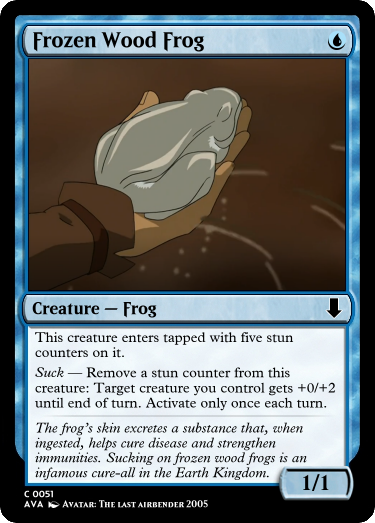 Frozen Wood Frog
Creature — Frog
This creature enters tapped with five stun
counters on it.
Suck — Remove a stun counter from this
creature: Target creature you control gets +0/+2
until end of turn. Activate only once each turn.
The frog's skin excretes a substance that, when
ingested, helps cure disease and strengthen
immunities. Sucking on frozen wood frogs is an
infamous cure-all in the Earth Kingdom.
1/1
C 0051
AVA Avatar: The last airbender 2005